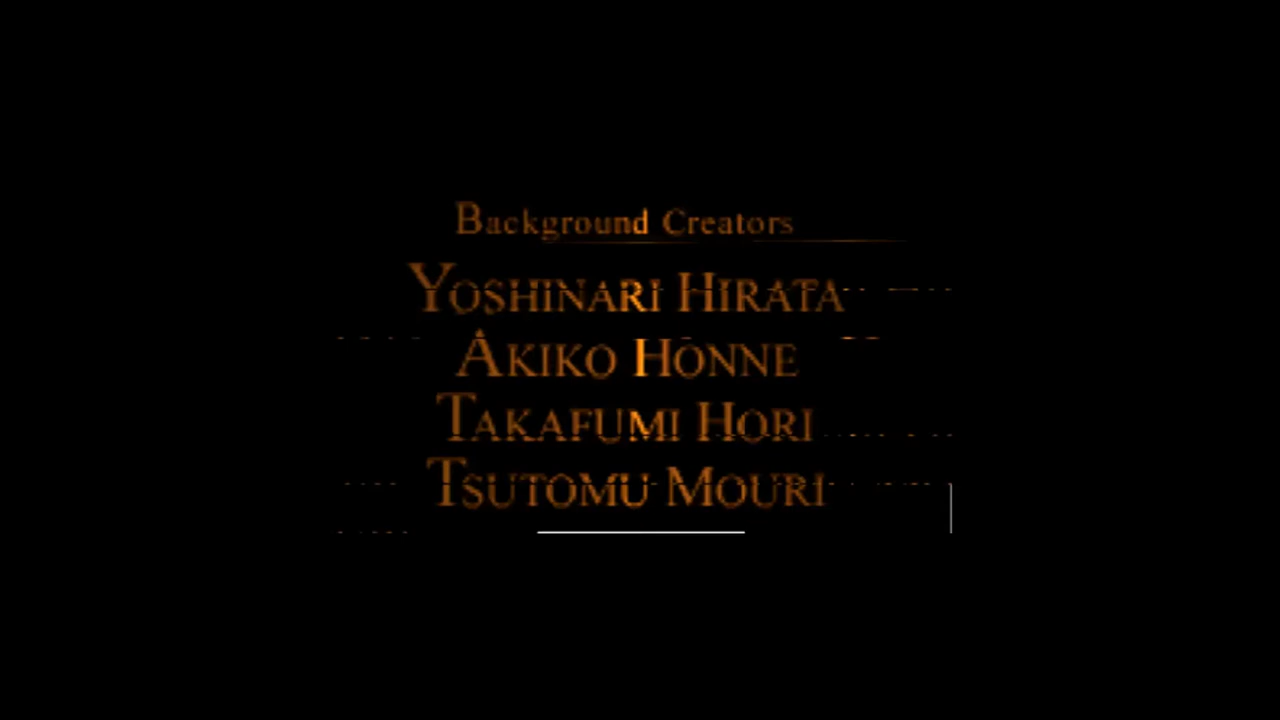 Background Creators
YOSHINARI HIRATA
AKIKO HONNE
TAKAFUMI HORI
TSUTOMU MOURI